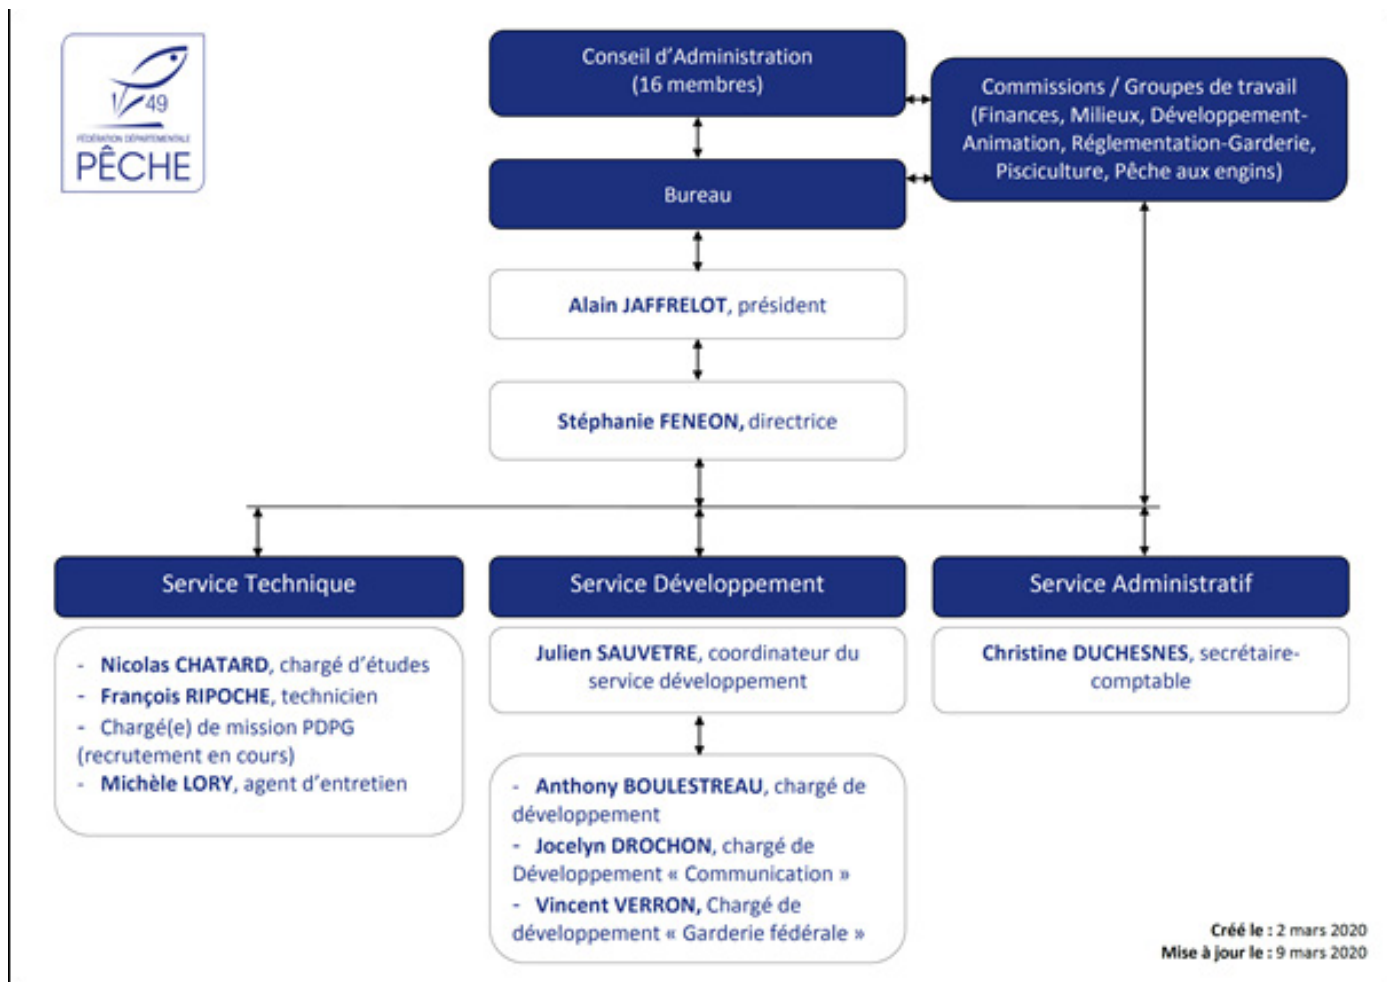 49
FÉDÉRATION DÉPARTEMENTALE
PÊCHE
Conseil d'Administration
(16 membres)
Commissions / Groupes de travail
(Finances, Milieux, Développement-
Animation, Réglementation-Garderie,
Pisciculture, Pêche aux engins)
Bureau
Alain JAFFRELOT, président
Stéphanie FENEON, directrice
Service Technique
- Nicolas CHATARD, chargé d'études
- François RIPOCHE, technicien
- Chargé(e) de mission PDPG
(recrutement en cours)
- Michèle LORY, agent d'entretien
Service Développement
Julien SAUVETRE, coordinateur du
service développement
- Anthony BOULESTREAU, chargé de
développement
- Jocelyn DROCHON, chargé de
Développement « Communication »
- Vincent VERRON, Chargé de
développement « Garderie fédérale »
Service Administratif
Christine DUCHESNES, secrétaire-
comptable
Créé le : 2 mars 2020
Mise à jour le : 9 mars 2020